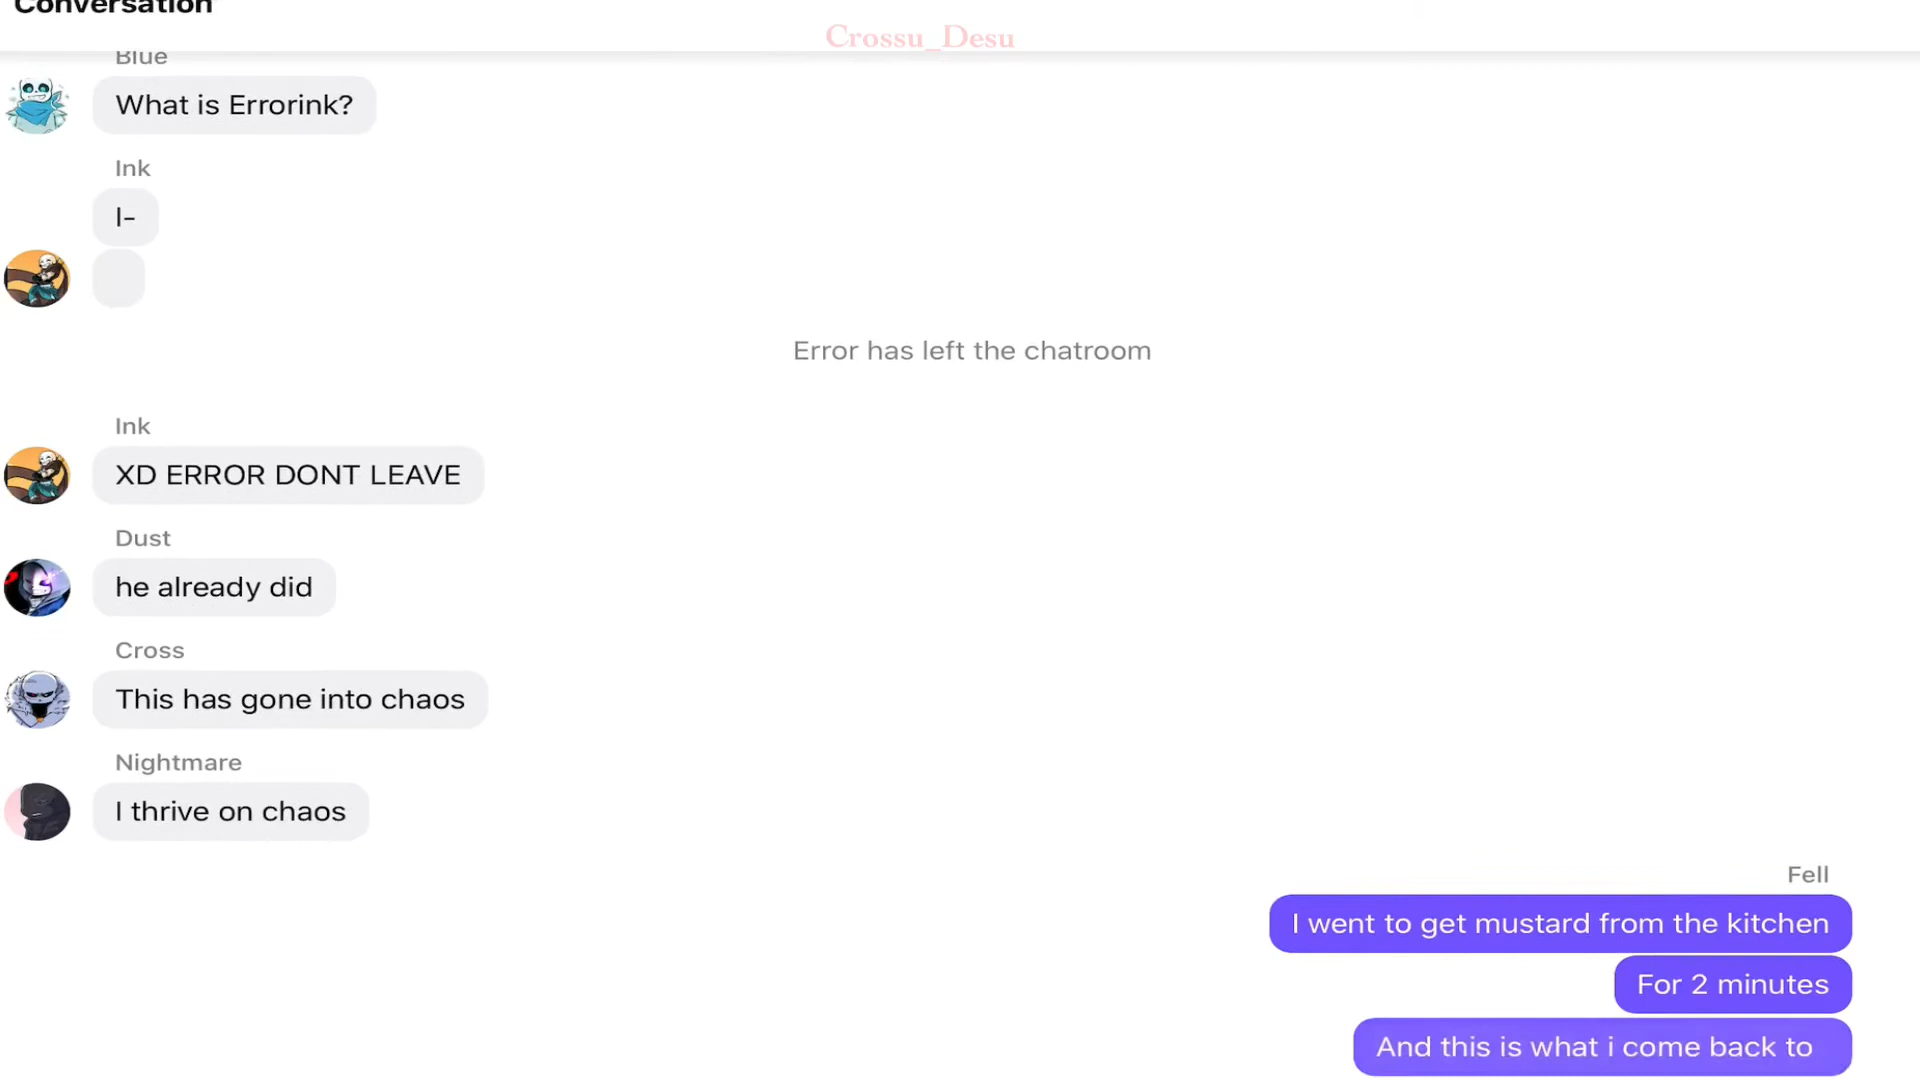 Conversation
Crossu_Desu
Blue
What is Errorink?
Ink
I-
Error has left the chatroom
Ink
XD ERROR DONT LEAVE
Dust
he already did
Cross
This has gone into chaos
Nightmare
I thrive on chaos
Fell
I went to get mustard from the kitchen
For 2 minutes
And this is what i come back to